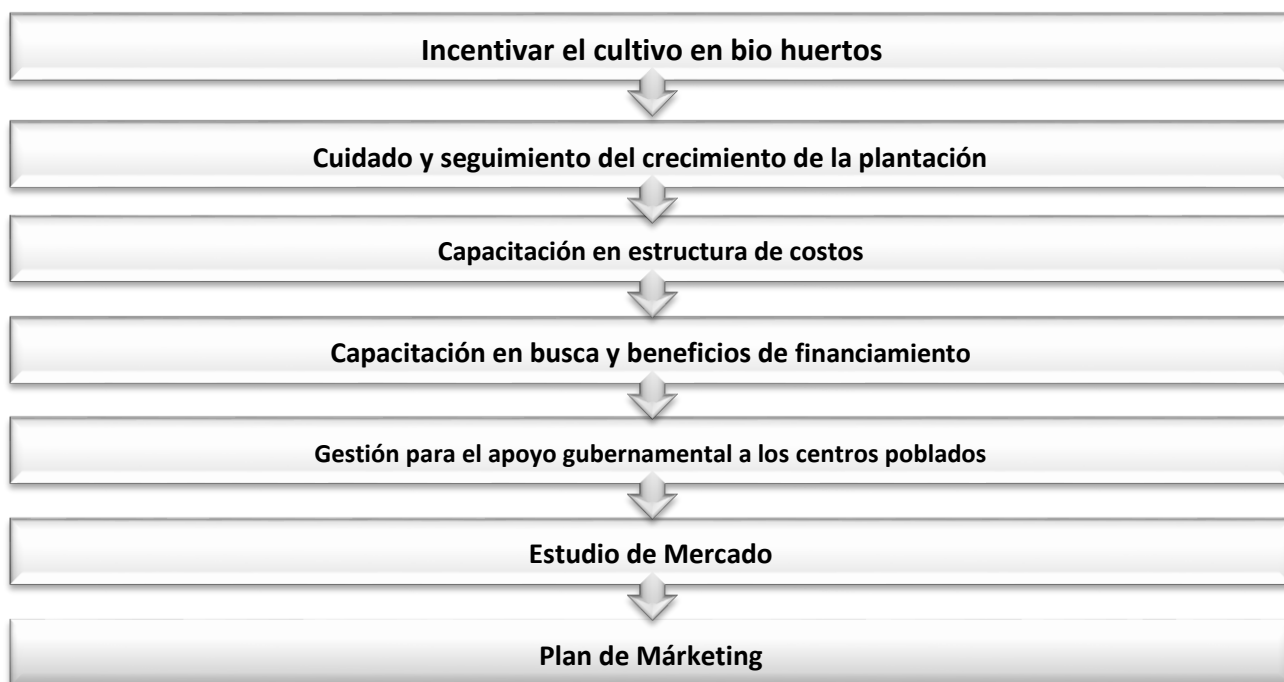 Incentivar el cultivo en bio huertos
Cuidado y seguimiento del crecimiento de la plantación
Capacitación en estructura de costos
Capacitación en busca y beneficios de financiamiento
Gestión para el apoyo gubernamental a los centros poblados
Estudio de Mercado
Plan de Márketing